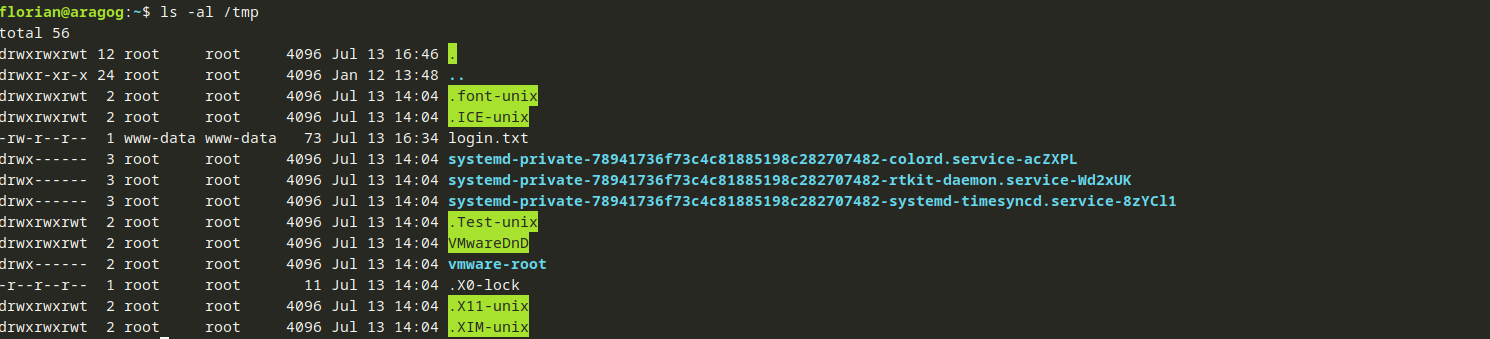 florian@aragog:~$ ls -al /tmp
total 56
drwxrwxrwt 12 root     root     4096 Jul 13 16:46 .
drwxr-xr-x 24 root     root     4096 Jan 12 13:48 ..
drwxrwxrwt  2 root     root     4096 Jul 13 14:04 .font-unix
drwxrwxrwt  2 root     root     4096 Jul 13 14:04 .ICE-unix
-rw-r--r--  1 www-data www-data   73 Jul 13 16:34 login.txt
drwx------  3 root     root     4096 Jul 13 14:04 systemd-private-78941736f73c4c81885198c282707482-colord.service-acZXPL
drwx------  3 root     root     4096 Jul 13 14:04 systemd-private-78941736f73c4c81885198c282707482-rtkit-daemon.service-Wd2xUK
drwx------  3 root     root     4096 Jul 13 14:04 systemd-private-78941736f73c4c81885198c282707482-systemd-timesyncd.service-8zYCl1
drwxrwxrwt  2 root     root     4096 Jul 13 14:04 .Test-unix
drwxrwxrwt  2 root     root     4096 Jul 13 14:04 VMwareDnD
drwx------  2 root     root     4096 Jul 13 14:04 vmware-root
-r--r--r--  1 root     root       11 Jul 13 14:04 .X0-lock
drwxrwxrwt  2 root     root     4096 Jul 13 14:04 .X11-unix
drwxrwxrwt  2 root     root     4096 Jul 13 14:04 .XIM-unix